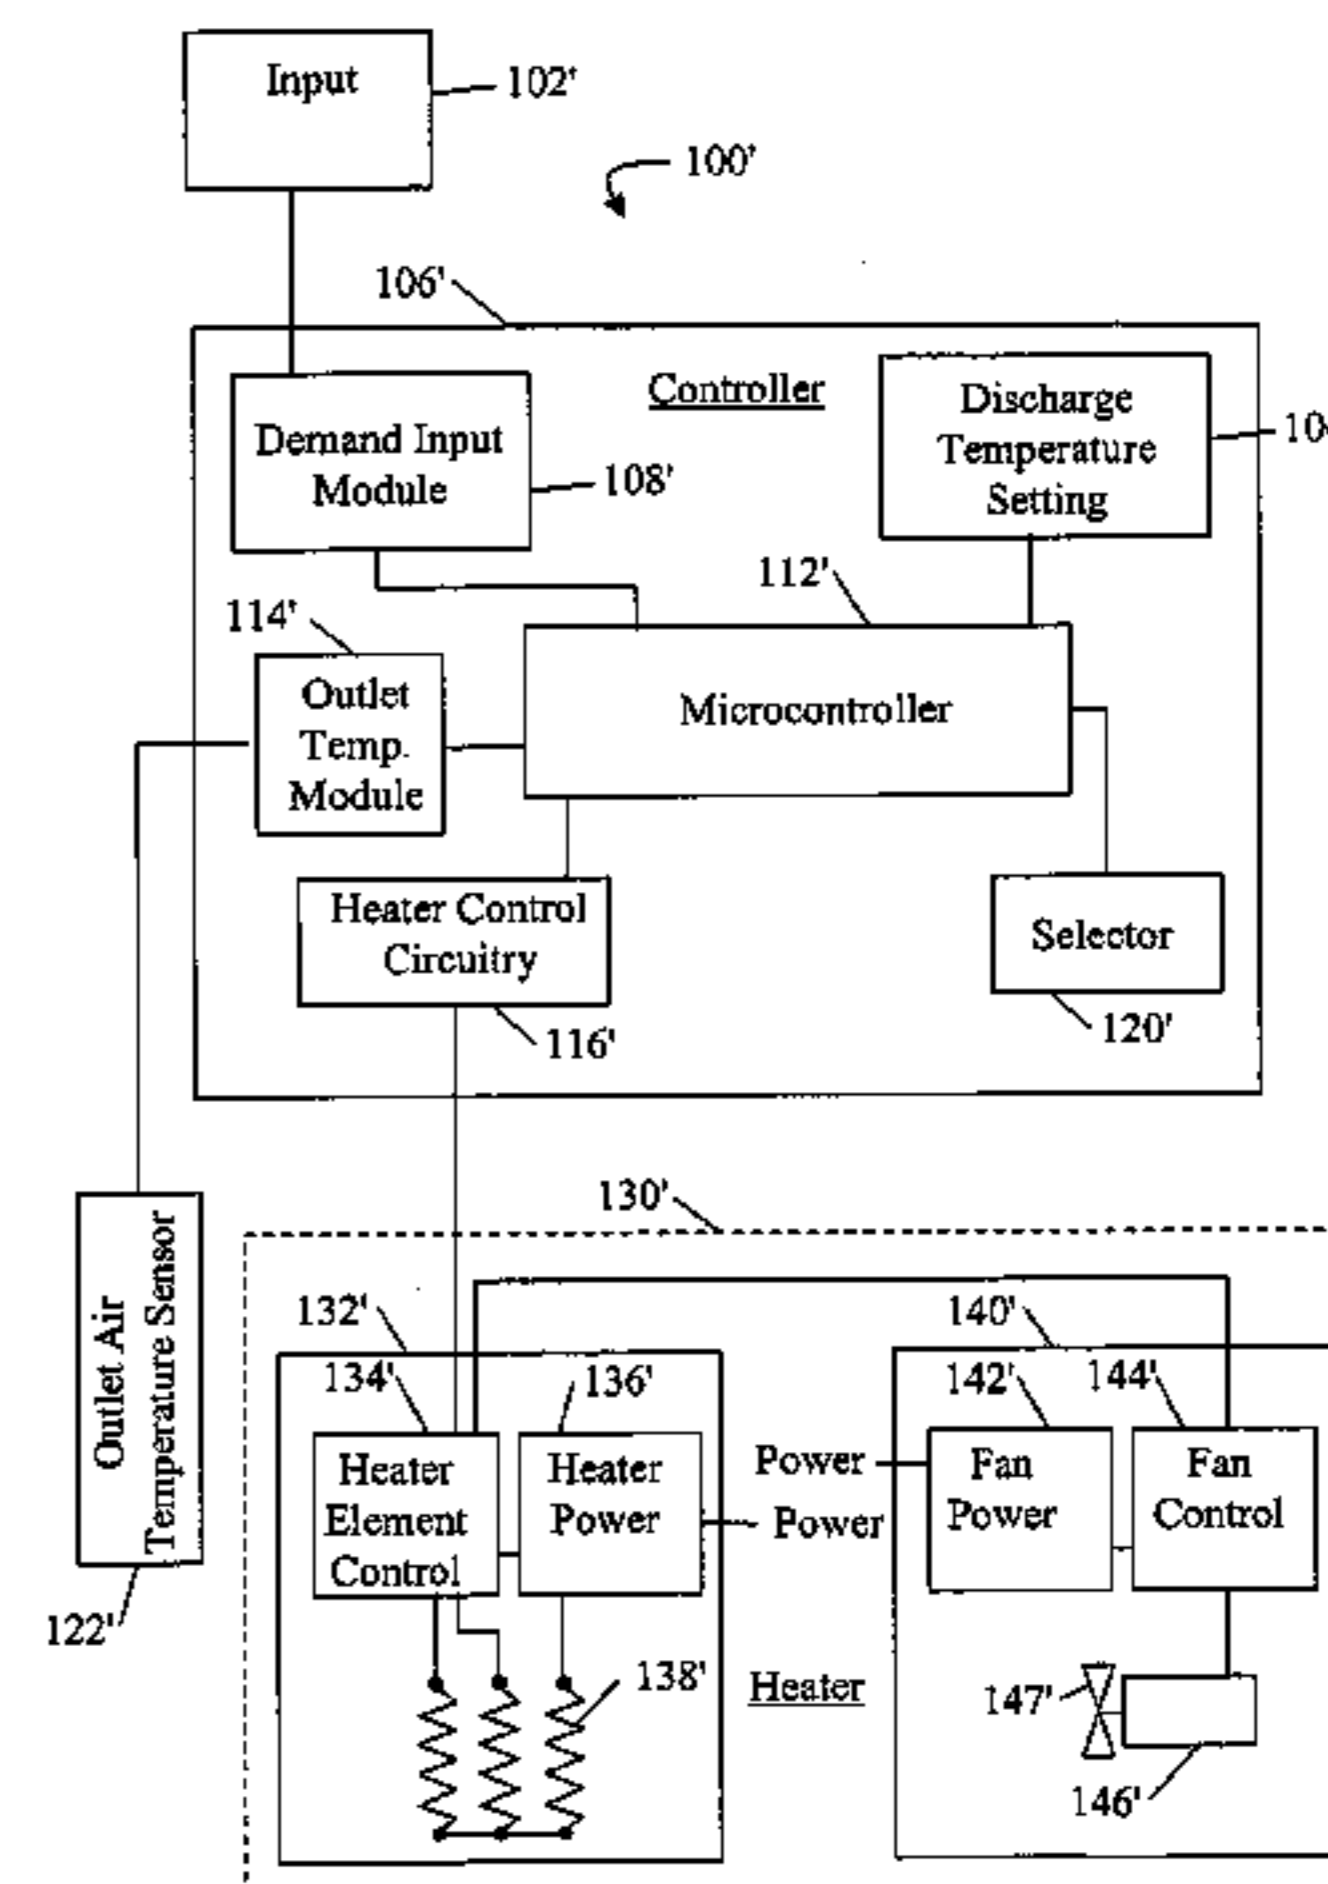 Input
102'
100'
106'
Controller
Discharge
Temperature
Setting
10
Demand Input
Module
108'
112'
114'
Outlet
Temp.
Module
Microcontroller
Heater Control
Circuitry
116'
Selector
120'
130'
Outlet Air
Temperature Sensor
122'
132'
134'
136'
140'
142'
144'
Heater
Element
Control
Heater
Power
Power
Power
Fan
Power
Fan
Control
138'
Heater
147'
146'